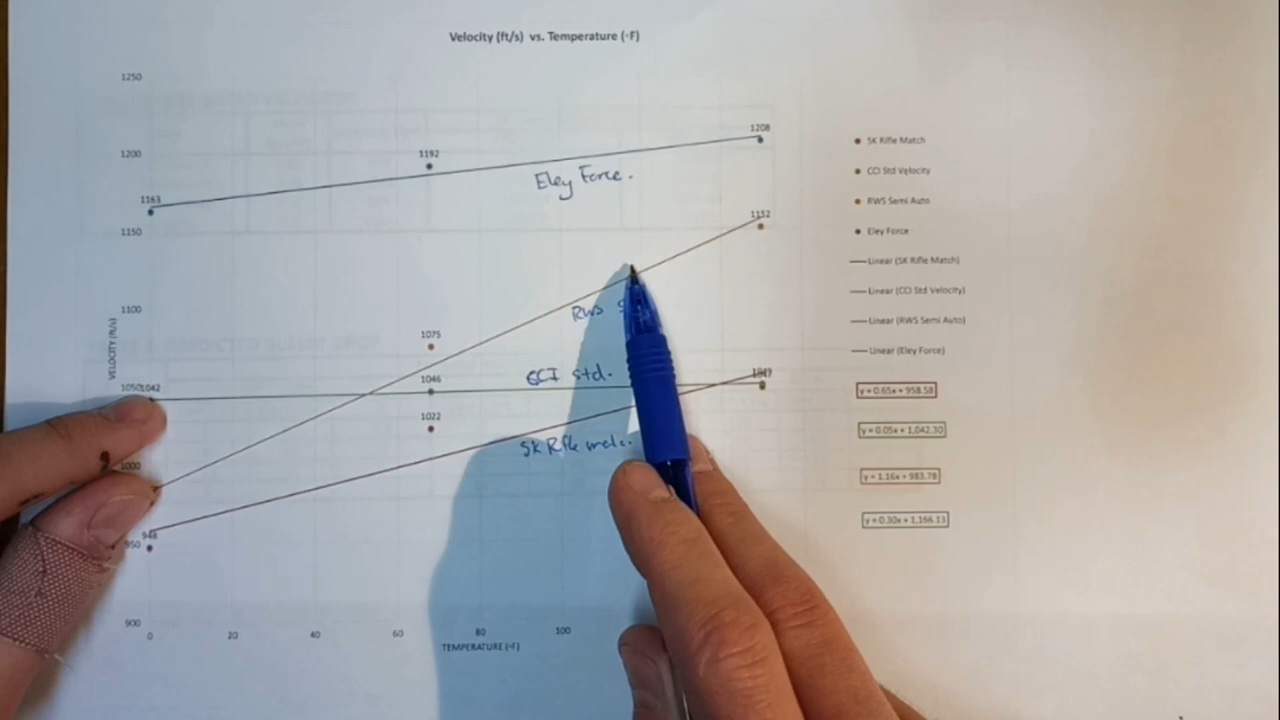 Velocity (ft/s) vs. Temperature (◦F)
1250
1200
1150
1100
1050
1000
950
900
VELOCITY (ft/s)
1163
1192
1208
Eley Force.
1152
RWS
1075
1042
1046
CCI std.
1022
SK Rifle
948
0
20
40
60
80
100
TEMPERATURE (◦F)
SK Rifle Match
CCI Std Velocity
RWS Semi Auto
Eley Force
Linear (SK Rifle Match)
Linear (CCI Std Velocity)
Linear (RWS Semi Auto)
Linear (Eley Force)
y = 0.65x + 958.58
y = 0.05x + 1,042.30
y = 1.16x + 983.78
y = 0.30x + 1,166.13